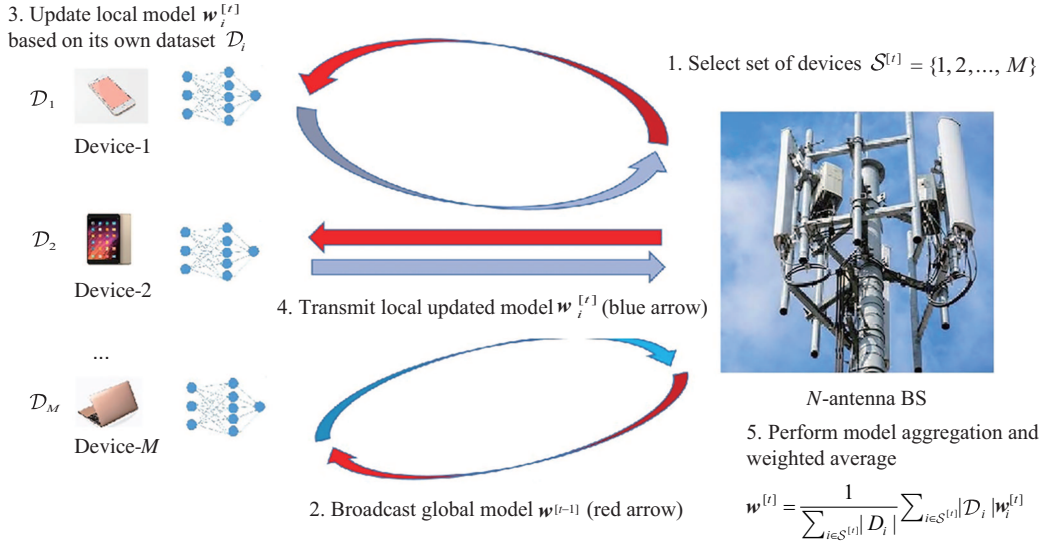 3. Update local model w_i^[t]
based on its own dataset 𝒟_i
1. Select set of devices 𝒮^[t] = {1, 2, ..., M}
𝒟_1
Device-1
𝒟_2
Device-2
4. Transmit local updated model w_i^[t] (blue arrow)
...
𝒟_M
Device-M
N-antenna BS
5. Perform model aggregation and
weighted average
2. Broadcast global model w^[t−1] (red arrow)
w^[t] = 1 / ∑_{i∈𝒮^[t]} |D_i| ∑_{i∈𝒮^[t]} |𝒟_i| w_i^[t]